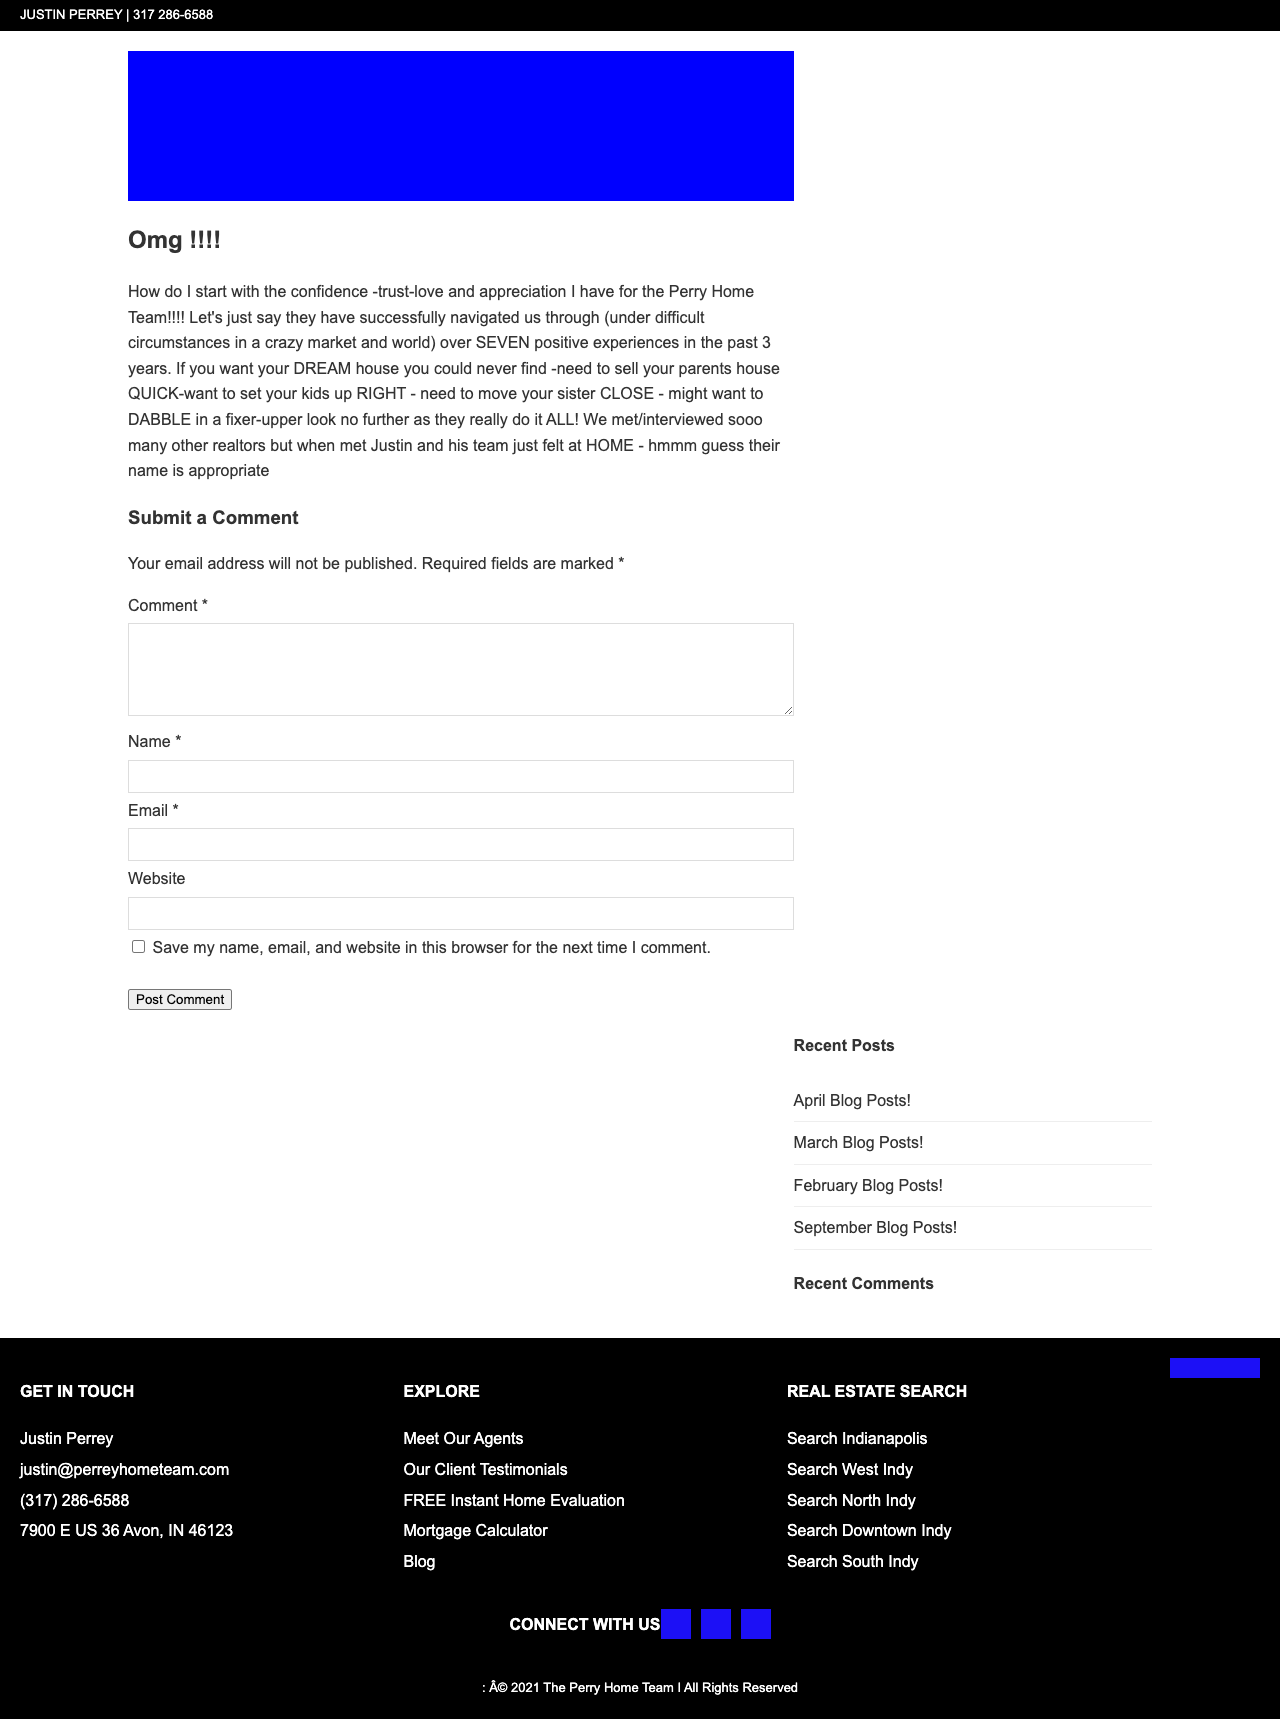 JUSTIN PERREY | 317 286-6588
Omg !!!!
How do I start with the confidence -trust-love and appreciation I have for the Perry Home
Team!!!! Let's just say they have successfully navigated us through (under difficult
circumstances in a crazy market and world) over SEVEN positive experiences in the past 3
years. If you want your DREAM house you could never find -need to sell your parents house
QUICK-want to set your kids up RIGHT - need to move your sister CLOSE - might want to
DABBLE in a fixer-upper look no further as they really do it ALL! We met/interviewed sooo
many other realtors but when met Justin and his team just felt at HOME - hmmm guess their
name is appropriate
Submit a Comment
Your email address will not be published. Required fields are marked *
Comment *
Name *
Email *
Website
Save my name, email, and website in this browser for the next time I comment.
Post Comment
Recent Posts
April Blog Posts!
March Blog Posts!
February Blog Posts!
September Blog Posts!
Recent Comments
GET IN TOUCH
Justin Perrey
justin@perreyhometeam.com
(317) 286-6588
7900 E US 36 Avon, IN 46123
EXPLORE
Meet Our Agents
Our Client Testimonials
FREE Instant Home Evaluation
Mortgage Calculator
Blog
REAL ESTATE SEARCH
Search Indianapolis
Search West Indy
Search North Indy
Search Downtown Indy
Search South Indy
CONNECT WITH US
: Â© 2021 The Perry Home Team I All Rights Reserved